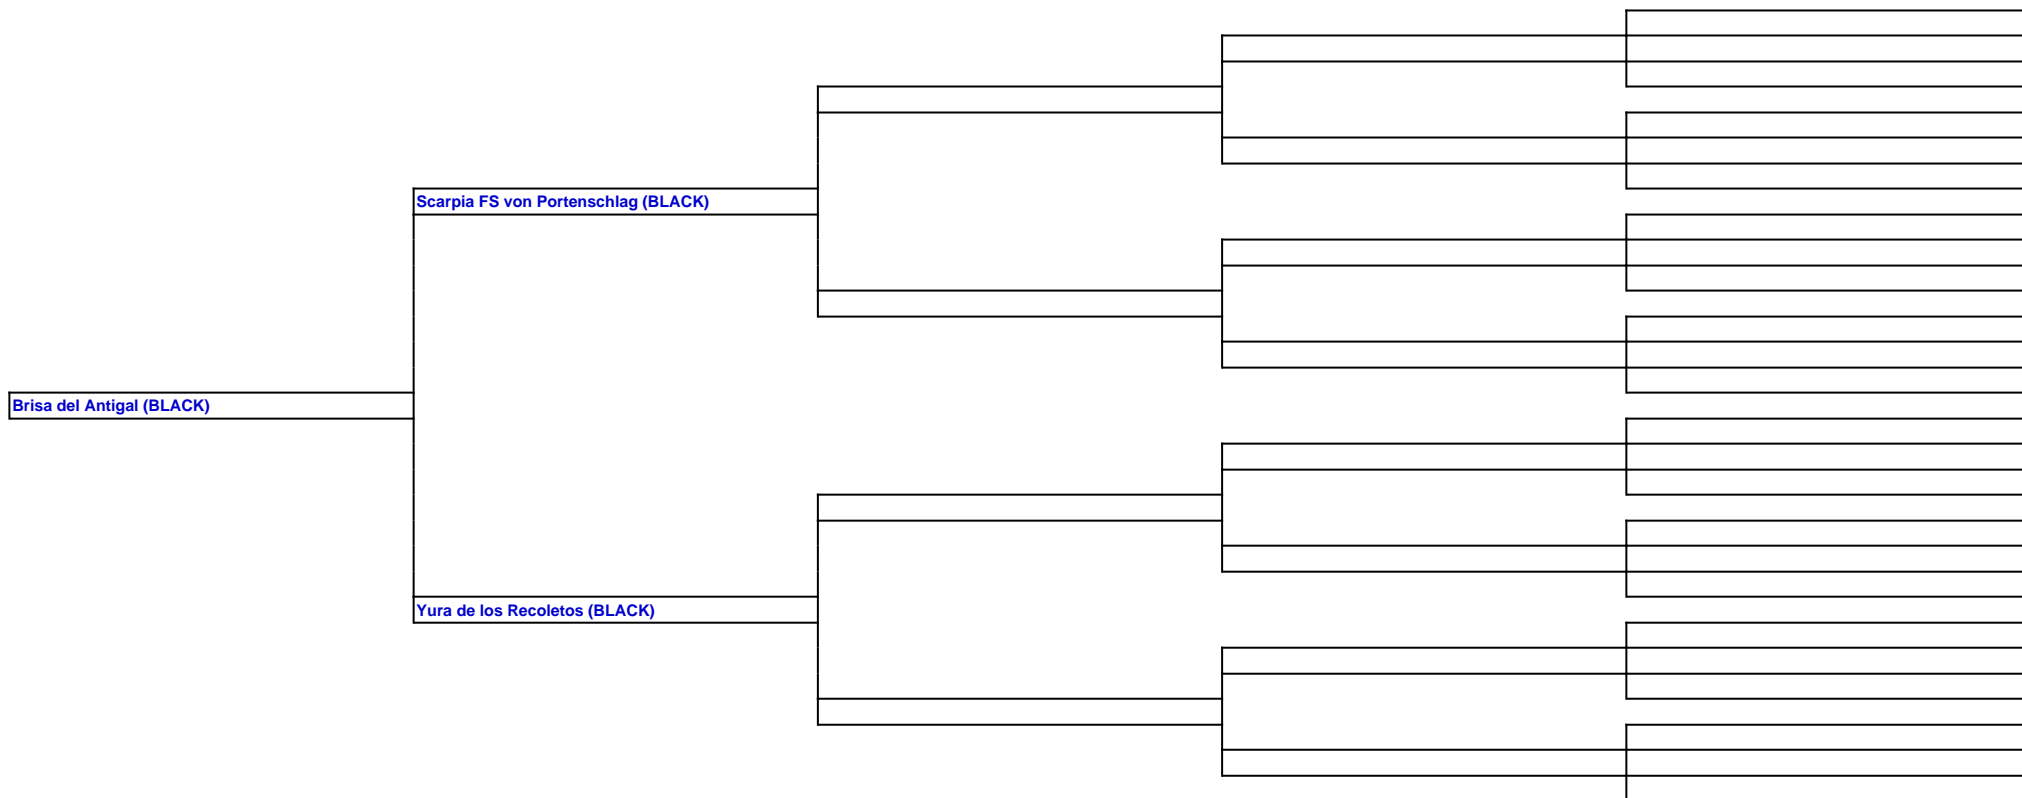 Scarpia FS von Portenschlag (BLACK)
Brisa del Antigal (BLACK)
Yura de los Recoletos (BLACK)